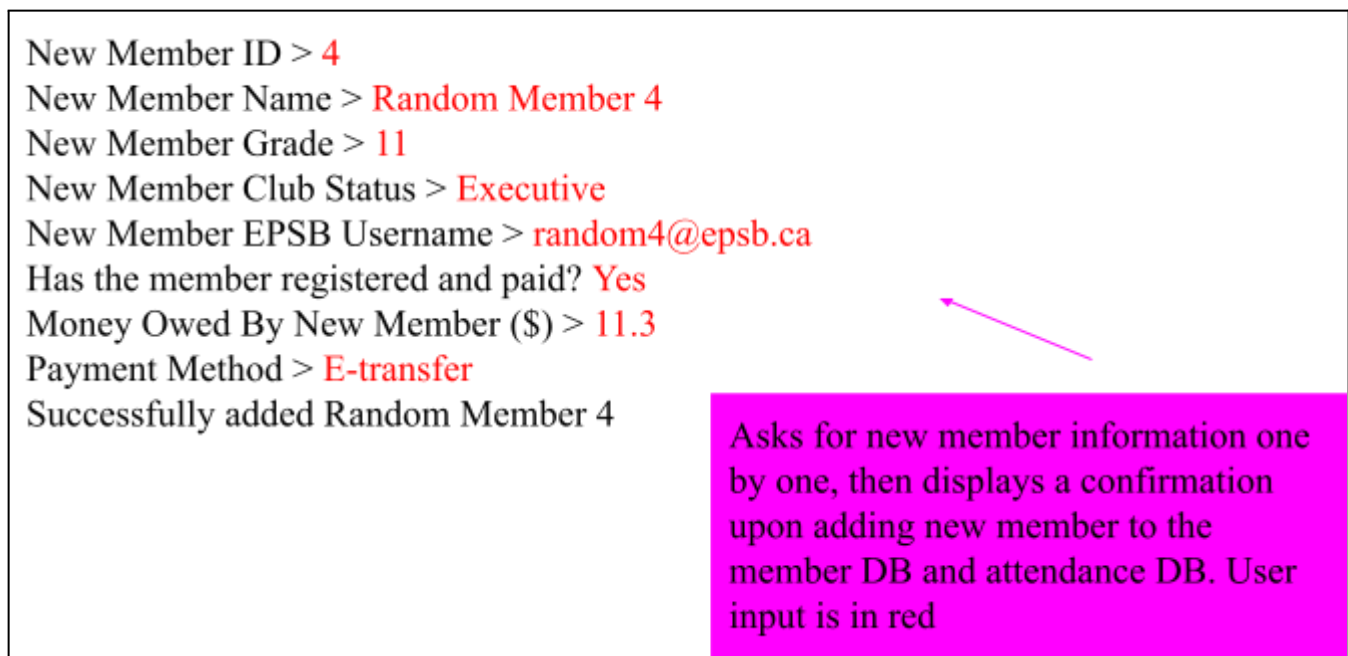 New Member ID > 4
New Member Name > Random Member 4
New Member Grade > 11
New Member Club Status > Executive
New Member EPSB Username > random4@epsb.ca
Has the member registered and paid? Yes
Money Owed By New Member ($) > 11.3
Payment Method > E-transfer
Successfully added Random Member 4
Asks for new member information one
by one, then displays a confirmation
upon adding new member to the
member DB and attendance DB. User
input is in red